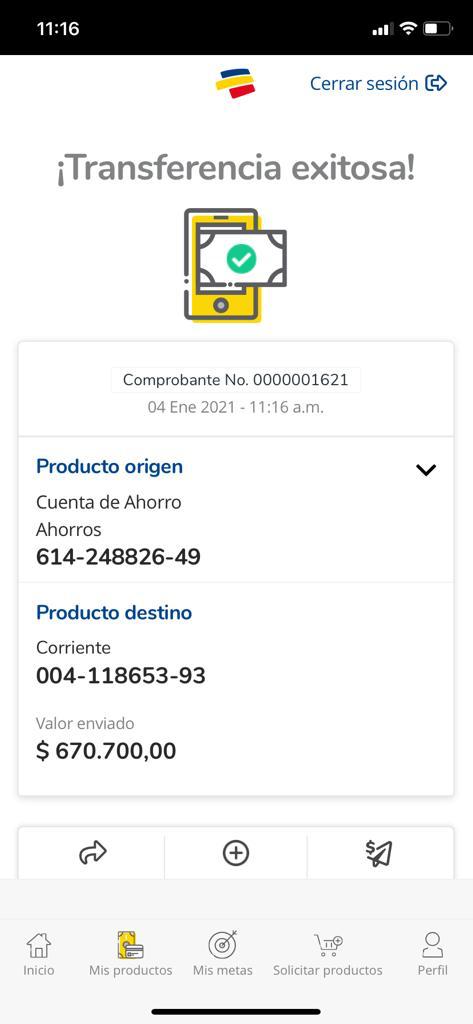 11:16
Cerrar sesión
¡Transferencia exitosa!
Comprobante No. 0000001621
04 Ene 2021 - 11:16 a.m.
Producto origen
Cuenta de Ahorro
Ahorros
614-248826-49
Producto destino
Corriente
004-118653-93
Valor enviado
$ 670.700,00
Inicio
Mis productos
Mis metas
Solicitar productos
Perfil